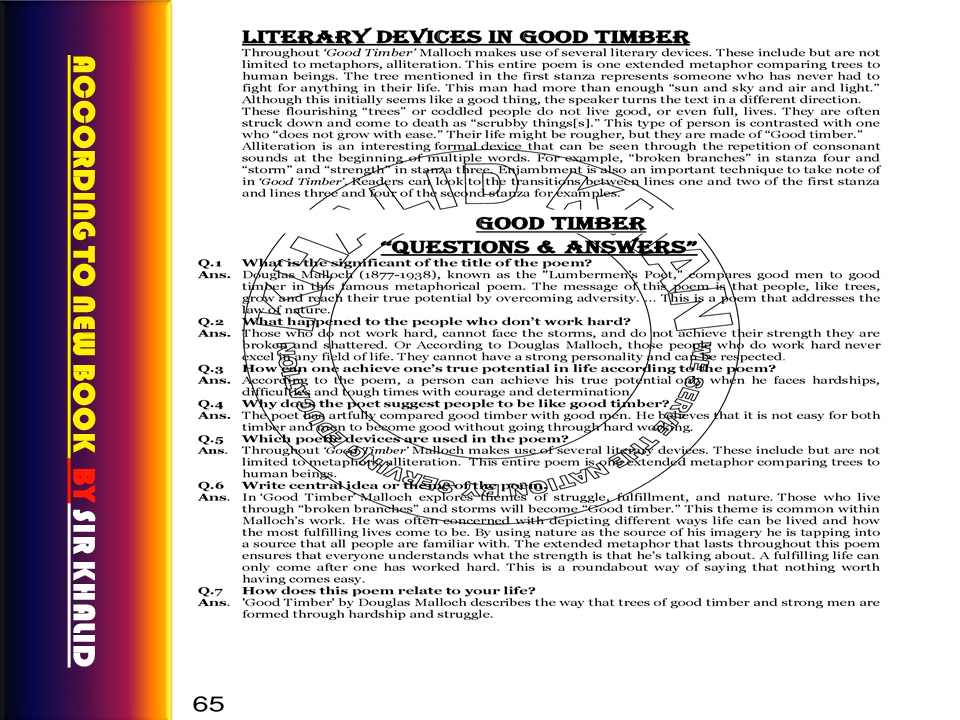 ACCORDING TO NEW BOOK BY SIR KHALID
LITERARY DEVICES IN GOOD TIMBER
Throughout ‘Good Timber’ Malloch makes use of several literary devices. These include but are not
limited to metaphors, alliteration. This entire poem is one extended metaphor comparing trees to
human beings. The tree mentioned in the first stanza represents someone who has never had to
fight for anything in their life. This man had more than enough “sun and sky and air and light.”
Although this initially seems like a good thing, the speaker turns the text in a different direction.
These flourishing “trees” or coddled people do not live good, or even full, lives. They are often
struck down and come to death as “scrubby things[s].” This type of person is contasted with one
who “does not grow with ease.” Their life might be rougher, but they are made of “Good timber.”
Alliteration is an interesting formal device that can be seen through the repetition of consonant
sounds at the beginning of multiple words. For example, “broken branches” in stanza four and
“storm” and “strength” in stanza three. Enjambment is also an important technique to take note of
in ‘Good Timber’. Readers can look to the transitions between lines one and two of the first stanza
and lines three and four of the second stanza for examples.
GOOD TIMBER
“QUESTIONS & ANSWERS”
Q.1 What is the significant of the title of the poem?
Ans. Douglas Malloch (1877-1938), known as the "Lumbermen's Poet," compares good men to good
timber in this famous metaphorical poem. The message of this poem is that people, like trees,
grow and reach their true potential by overcoming adversity. ... This is a poem that addresses the
law of nature.
Q.2 What happened to the people who don’t work hard?
Ans. Those who do not work hard, cannot face the storms, and do not achieve their strength they are
broken and shattered. Or According to Douglas Malloch, those people who do work hard never
excel in any field of life. They cannot have a strong personality and can be respected.
Q.3 How can one achieve one’s true potential in life according to the poem?
Ans. According to the poem, a person can achieve his true potential only when he faces hardships,
difficulties and tough times with courage and determination.
Q.4 Why does the poet suggest people to be like good timber?
Ans. The poet has artfully compared good timber with good men. He believes that it is not easy for both
timber and men to become good without going through hard working.
Q.5 Which poetic devices are used in the poem?
Ans. Throughout ‘Good Timber’ Malloch makes use of several literary devices. These include but are not
limited to metaphors, alliteration. This entire poem is one extended metaphor comparing trees to
human beings.
Q.6 Write central idea or theme of the poem.
Ans. In ‘Good Timber’ Malloch explores themes of struggle, fulfillment, and nature. Those who live
through “broken branches” and storms will become “Good timber.” This theme is common within
Malloch’s work. He was often concerned with depicting different ways life can be lived and how
the most fulfilling lives come to be. By using nature as the source of his imagery he is tapping into
a source that all people are familiar with. The extended metaphor that lasts throughout this poem
ensures that everyone understands what the strength is that he’s talking about. A fulfilling life can
only come after one has worked hard. This is a roundabout way of saying that nothing worth
having comes easy.
Q.7 How does this poem relate to your life?
Ans. 'Good Timber' by Douglas Malloch describes the way that trees of good timber and strong men are
formed through hardship and struggle.
WE SERVE THE NATION BY SERVING EDUCATION
65